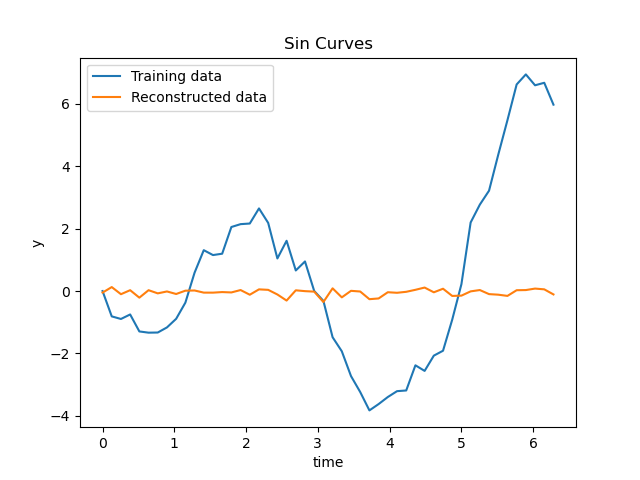 Sin Curves
Training data
Reconstructed data
6
4
2
0
−2
−4
y
0 1 2 3 4 5 6
time